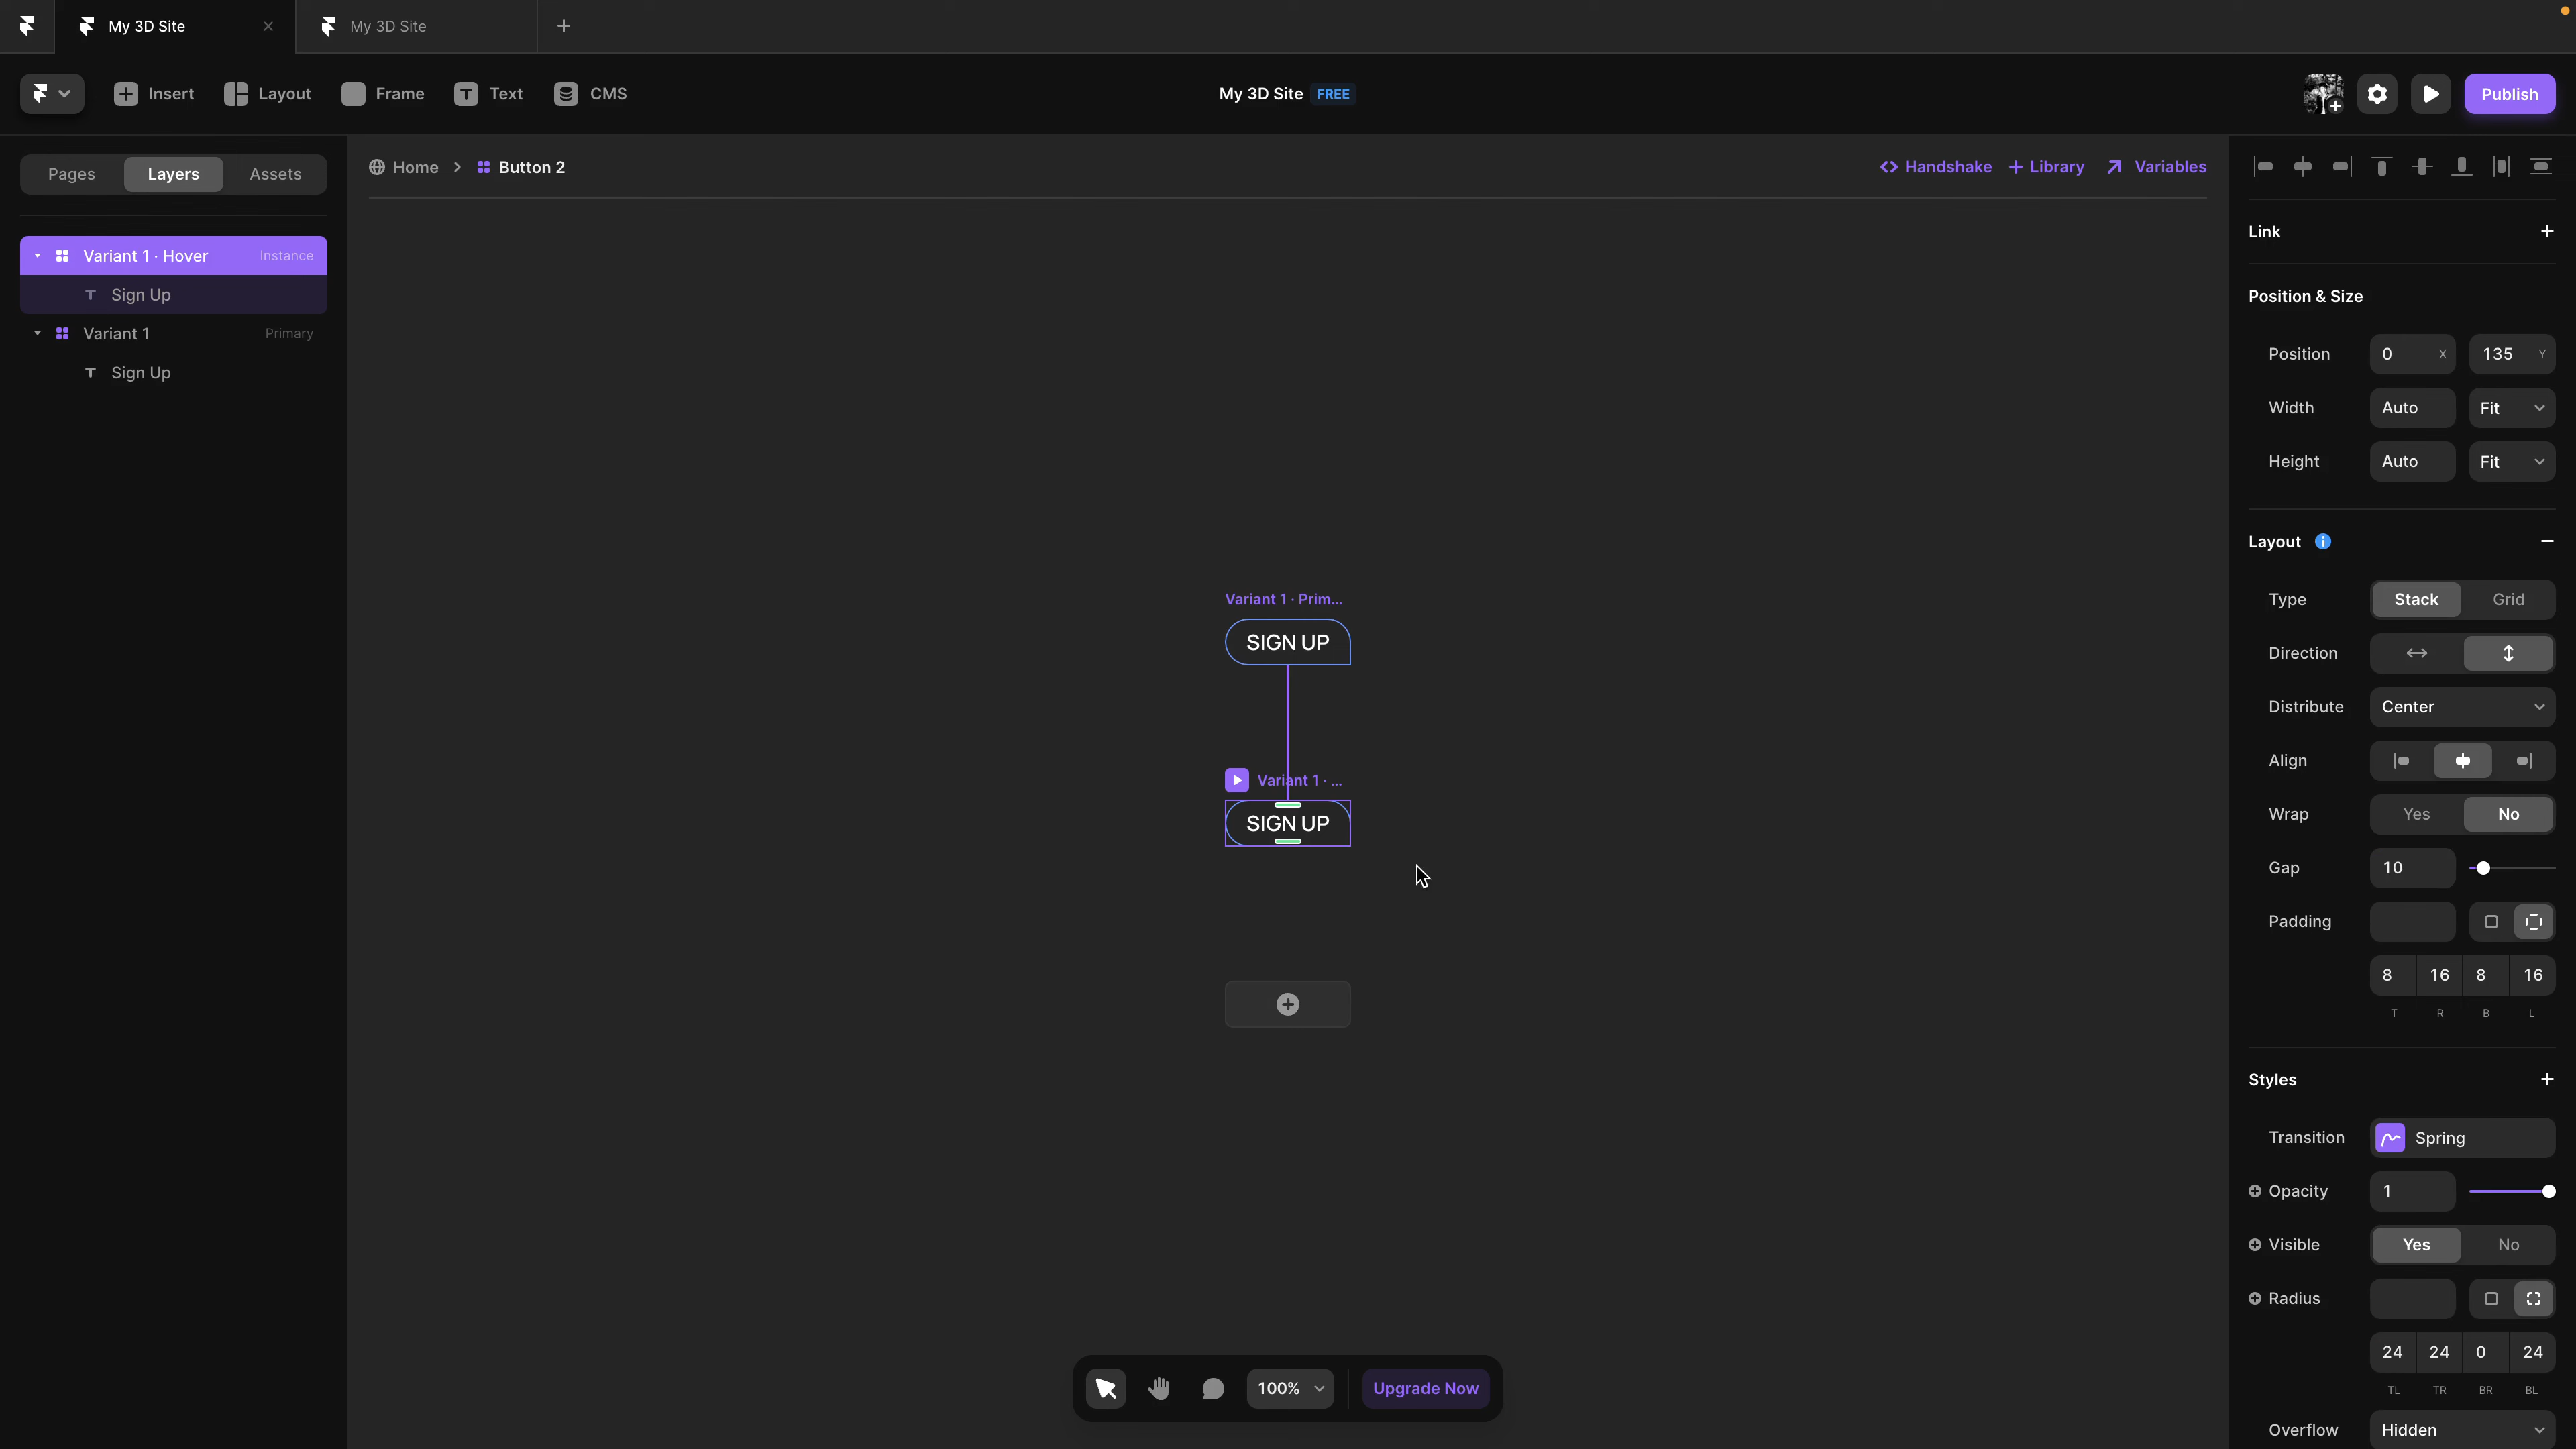 My 3D Site
My 3D Site
Insert
Layout
Frame
Text
CMS
My 3D Site FREE
Publish
Pages
Layers
Assets
Home
Button 2
Handshake
Library
Variables
Variant 1 · Hover Instance
Sign Up
Variant 1 Primary
Sign Up
Variant 1 · Prim...
SIGN UP
Variant 1 · ...
SIGN UP
100%
Upgrade Now
Link
Position & Size
Position 0 X 135 Y
Width Auto Fit
Height Auto Fit
Layout
Type Stack Grid
Direction
Distribute Center
Align
Wrap Yes No
Gap 10
Padding
8 16 8 16
T R B L
Styles
Transition Spring
Opacity 1
Visible Yes No
Radius
24 24 0 24
TL TR BR BL
Overflow Hidden